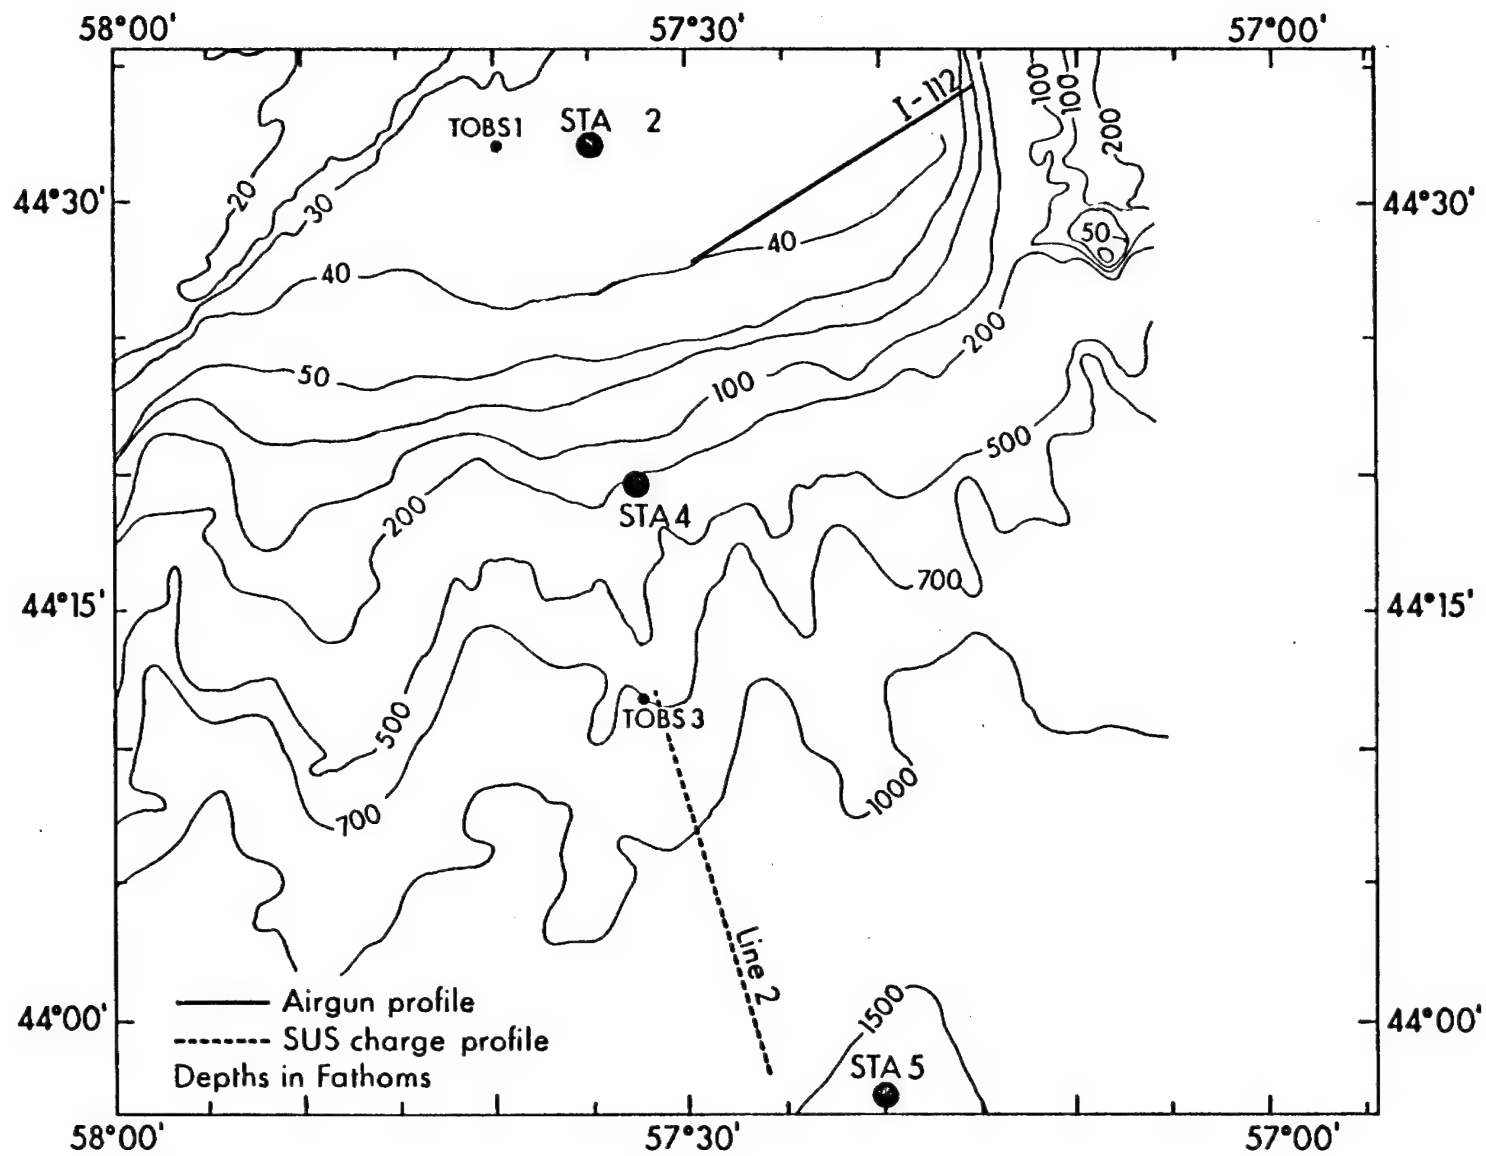 58°00' 57°30' 57°00'
I-112
100
100
200
TOBS1 STA 2
44°30' 44°30'
20
30
40
50
40
200
50
100
500
200
STA 4
700
44°15' 44°15'
500
TOBS 3
1000
700
Line 2
1500
Airgun profile
44°00' 44°00'
SUS charge profile
STA 5
Depths in Fathoms
58°00' 57°30' 57°00'